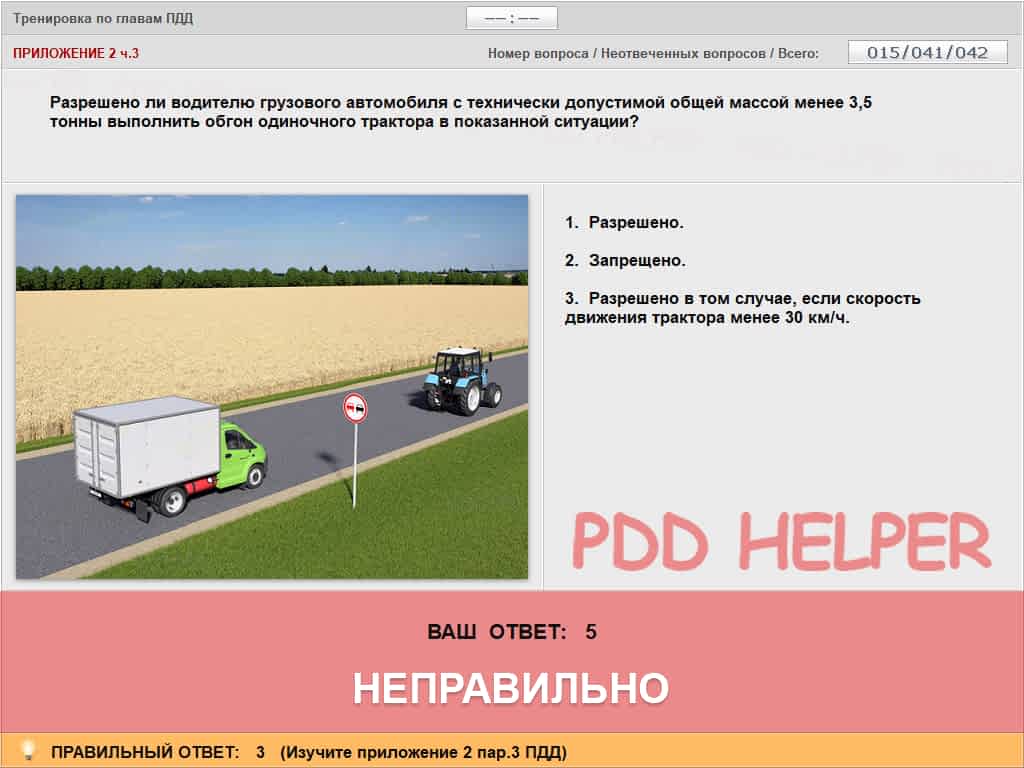 Тренировка по главам ПДД
—— : ——
ПРИЛОЖЕНИЕ 2 ч.3
Номер вопроса / Неотвеченных вопросов / Всего:
015/041/042
Разрешено ли водителю грузового автомобиля с технически допустимой общей массой менее 3,5
тонны выполнить обгон одиночного трактора в показанной ситуации?
1. Разрешено.
2. Запрещено.
3. Разрешено в том случае, если скорость
движения трактора менее 30 км/ч.
PDD HELPER
ВАШ ОТВЕТ: 5
НЕПРАВИЛЬНО
ПРАВИЛЬНЫЙ ОТВЕТ: 3 (Изучите приложение 2 пар.3 ПДД)